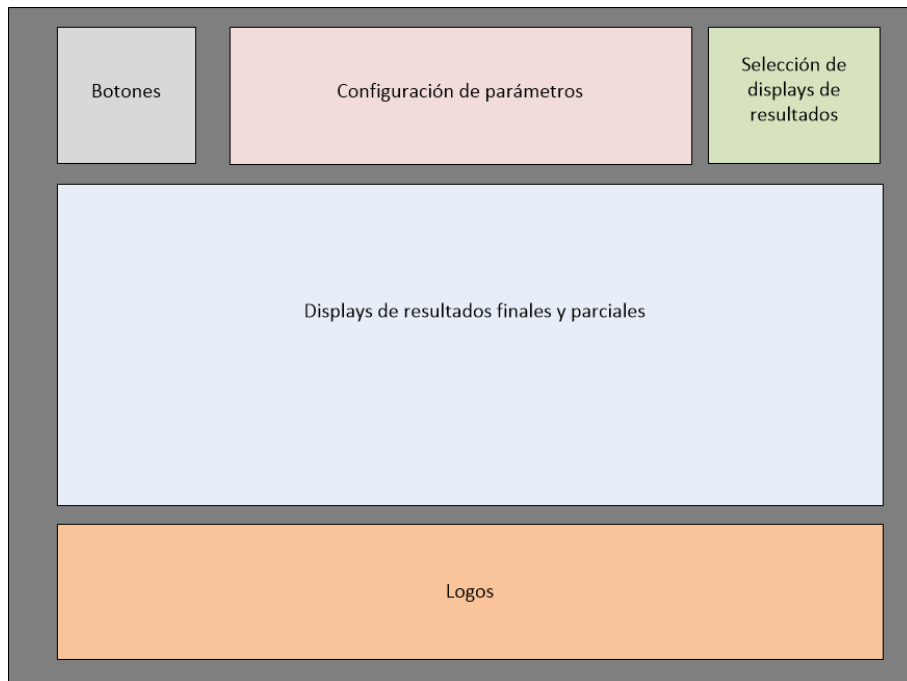 Botones
Configuración de parámetros
Selección de
displays de
resultados
Displays de resultados finales y parciales
Logos